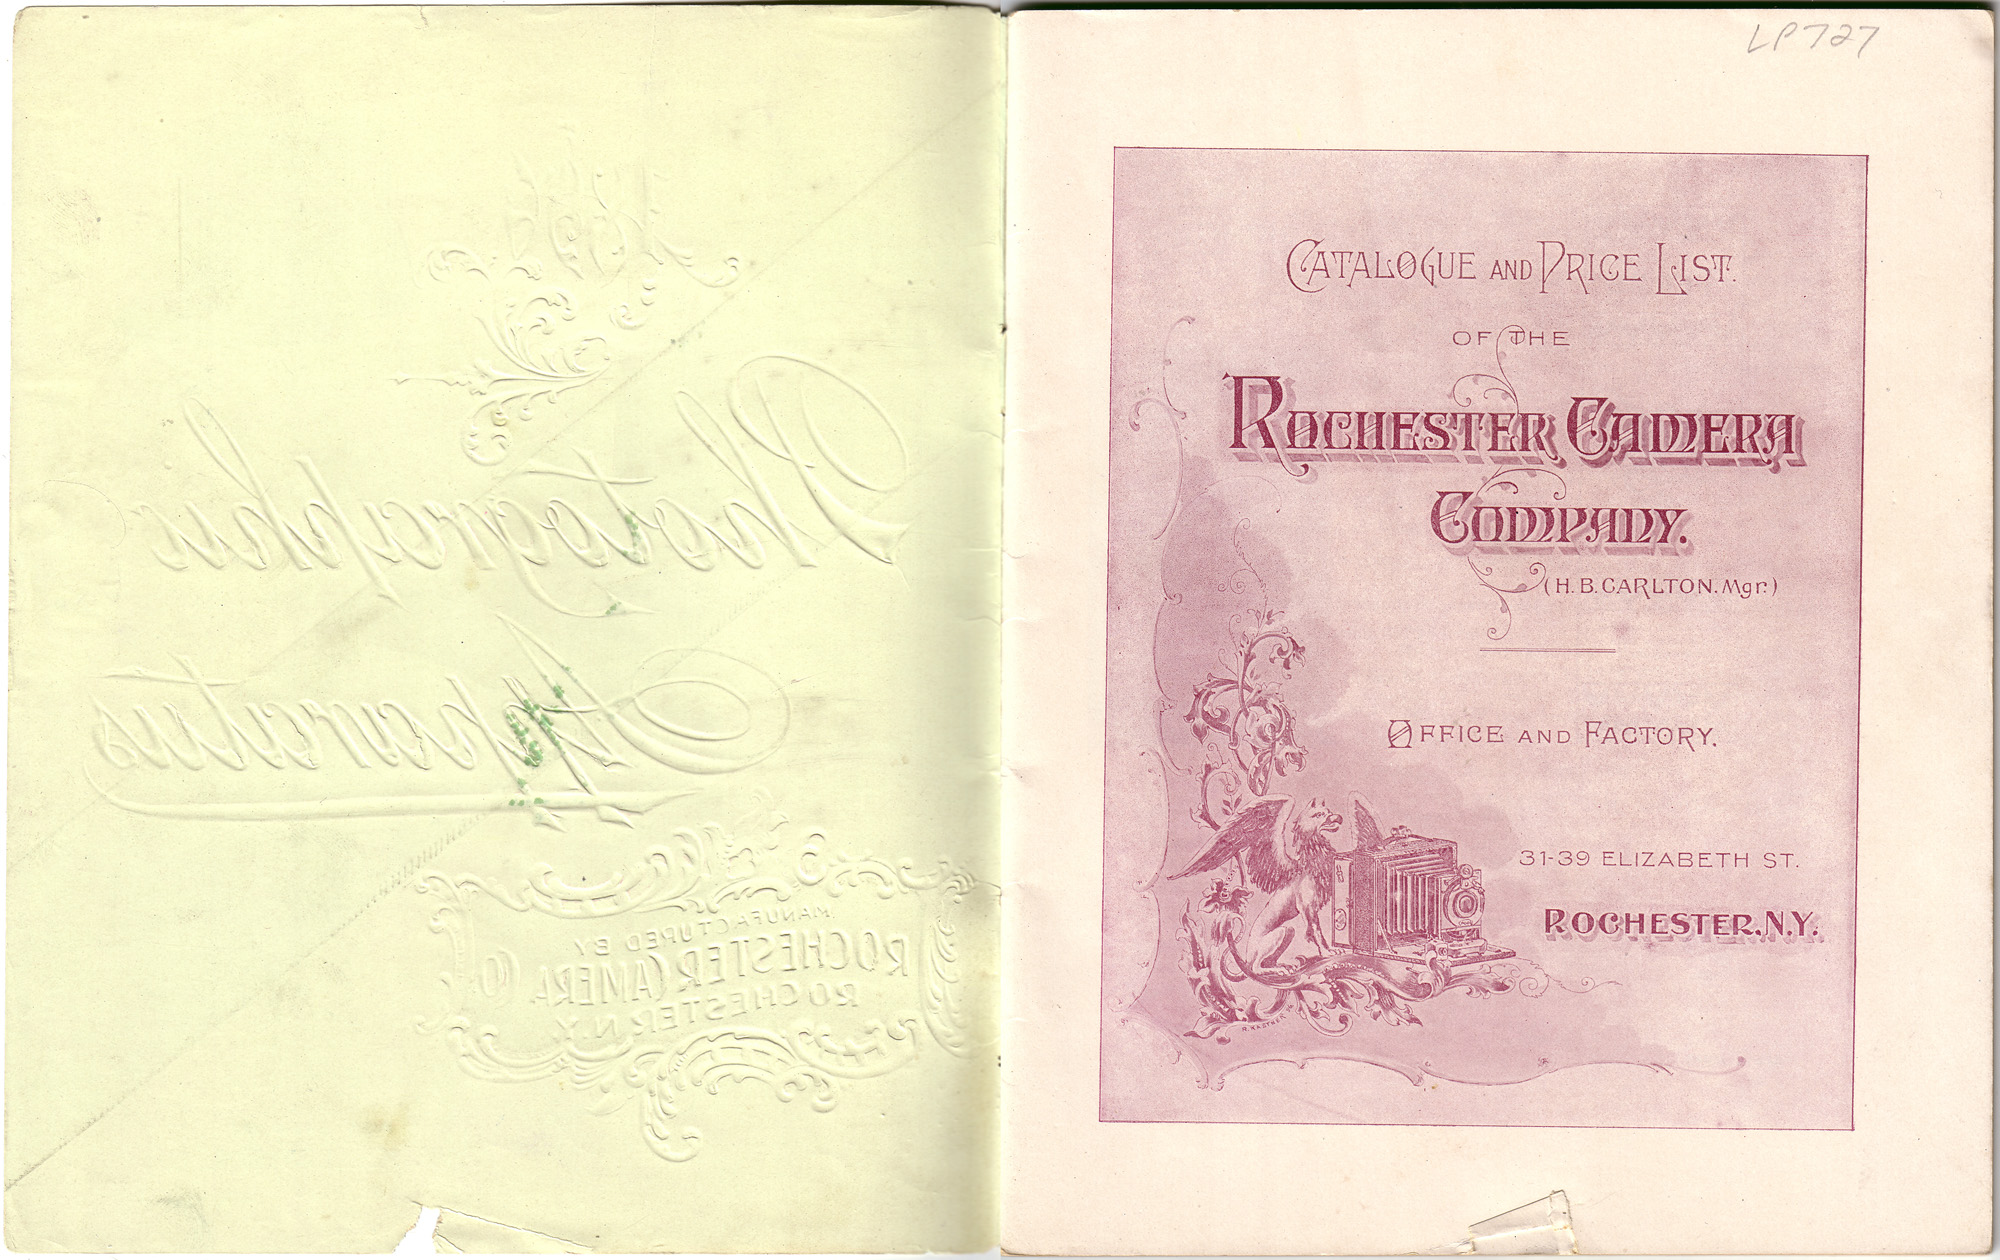 Photographic
Apparatus
MANUFACTURED BY
ROCHESTER CAMERA CO.
ROCHESTER N.Y.
LP727
CATALOGUE AND PRICE LIST.
OF THE
ROCHESTER CAMERA
COMPANY.
(H. B. CARLTON. Mgr.)
OFFICE AND FACTORY.
31-39 ELIZABETH ST.
ROCHESTER. N.Y.
R. KASTNER